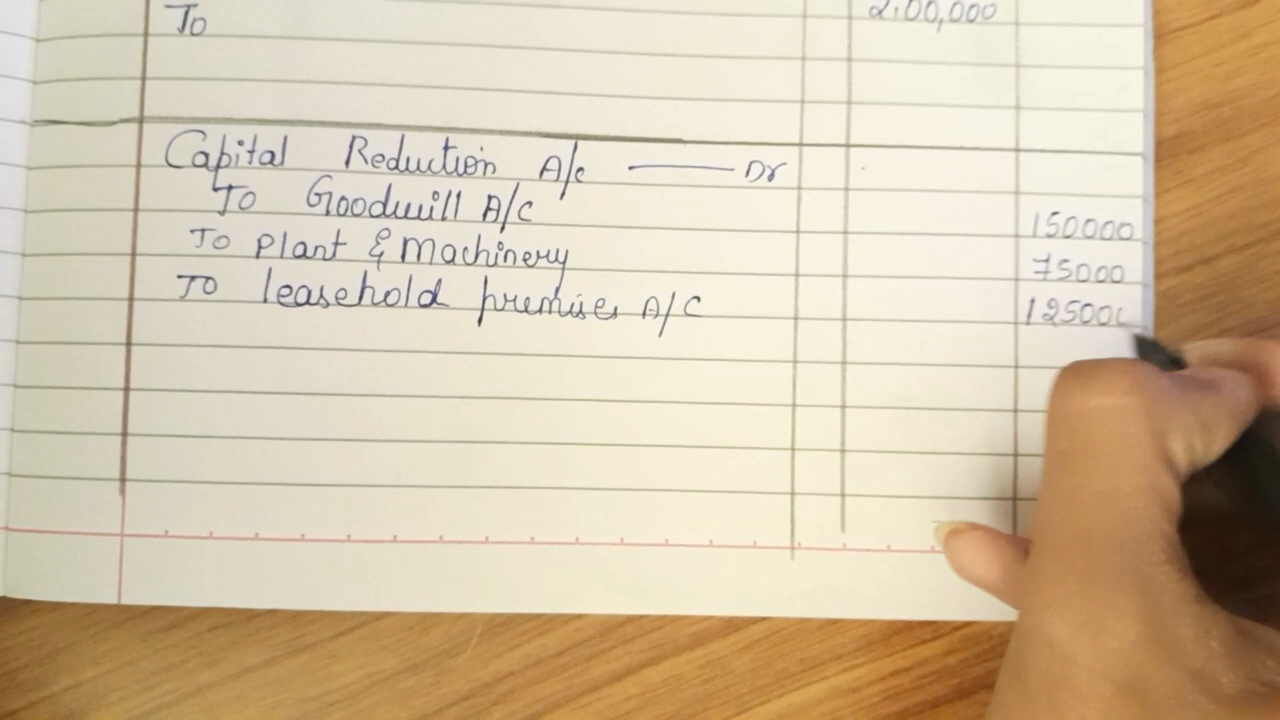 To 2,00,000
Capital Reduction A/c —— Dr
To Goodwill A/C 150000
To Plant & Machinery 75000
To leasehold premises A/C 125000